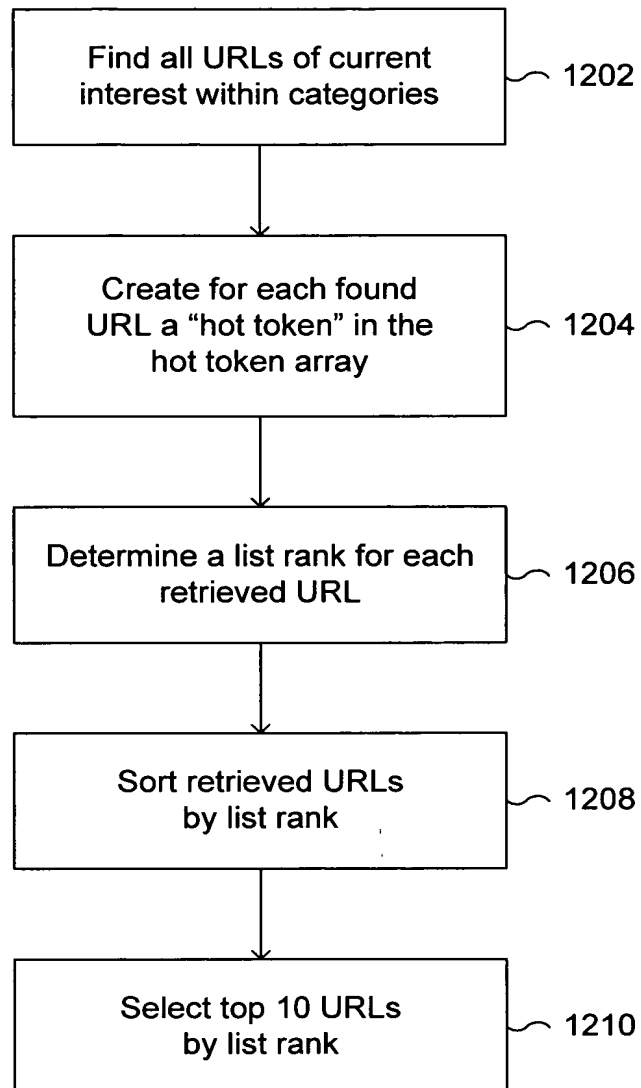 Find all URLs of current
interest within categories
1202
Create for each found
URL a “hot token” in the
hot token array
1204
Determine a list rank for each
retrieved URL
1206
Sort retrieved URLs
by list rank
1208
Select top 10 URLs
by list rank
1210